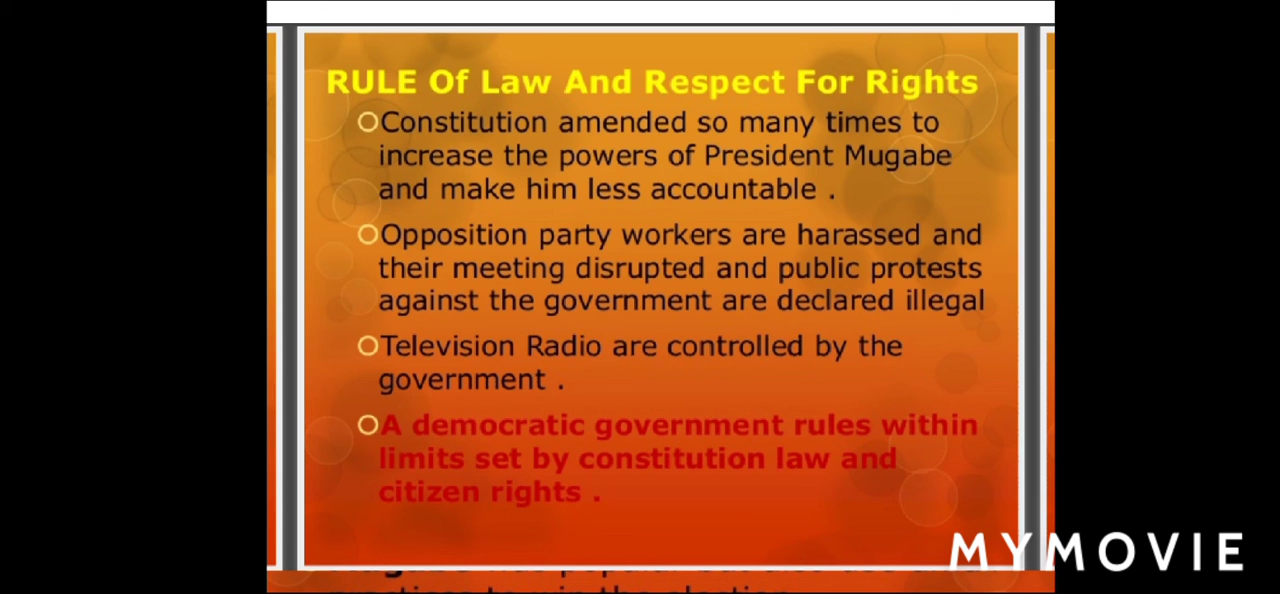 RULE Of Law And Respect For Rights
Constitution amended so many times to
increase the powers of President Mugabe
and make him less accountable .
Opposition party workers are harassed and
their meeting disrupted and public protests
against the government are declared illegal
Television Radio are controlled by the
government .
A democratic government rules within
limits set by constitution law and
citizen rights .
MYMOVIE